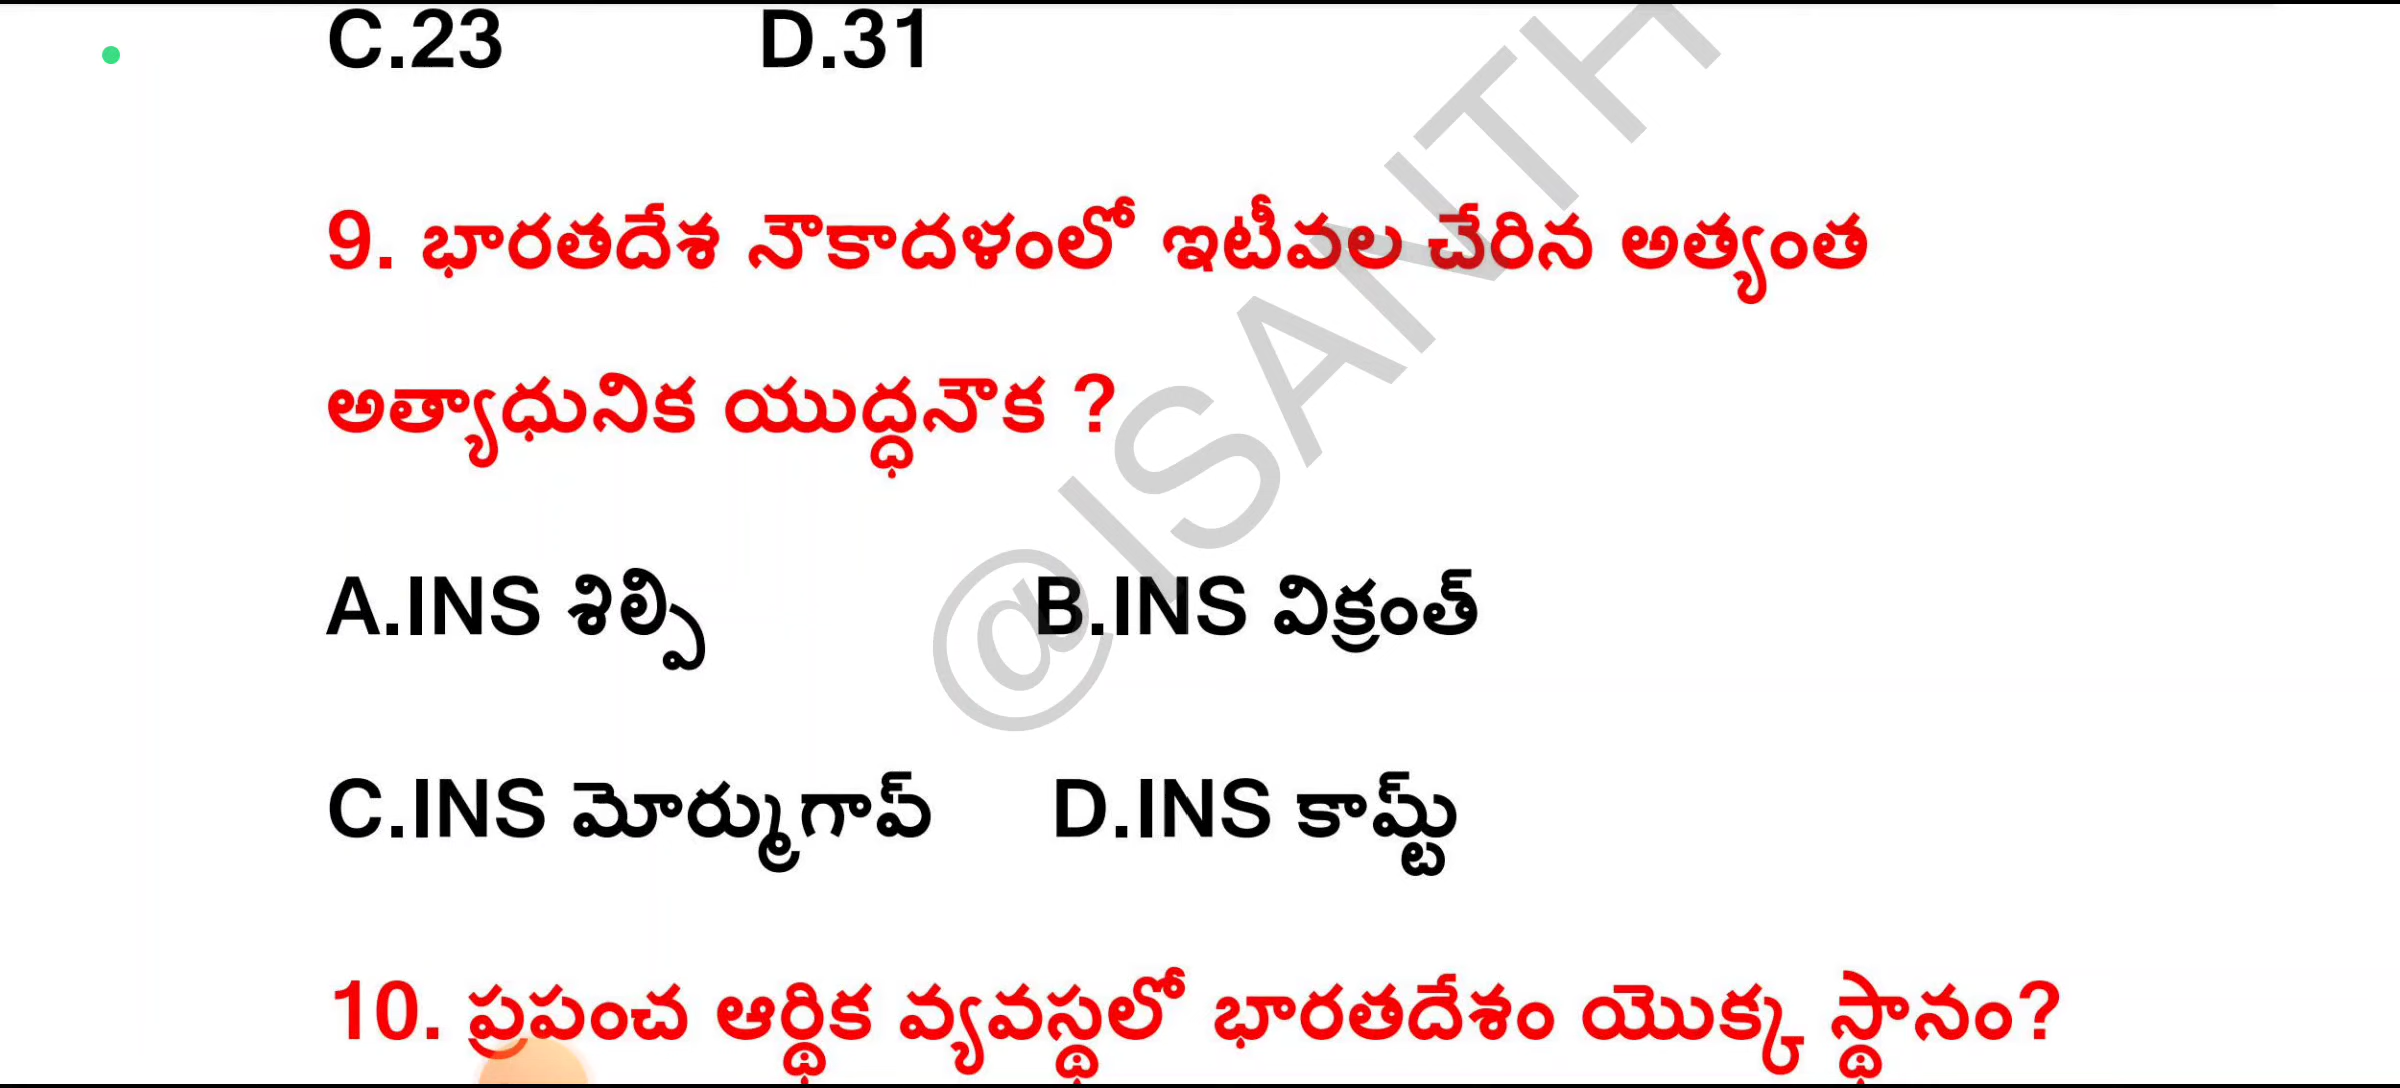 C.23 D.31
9. భారతదేశ నౌకాదళంలో ఇటీవల చేరిన అత్యంత
అత్యాధునిక యుద్ధనౌక ?
A.INS శిల్పి B.INS విక్రంత్
C.INS మోర్ముగాప్ D.INS కాప్ట్
10. ప్రపంచ ఆర్థిక వ్యవస్థలో భారతదేశం యొక్క స్థానం?
@ISANTH